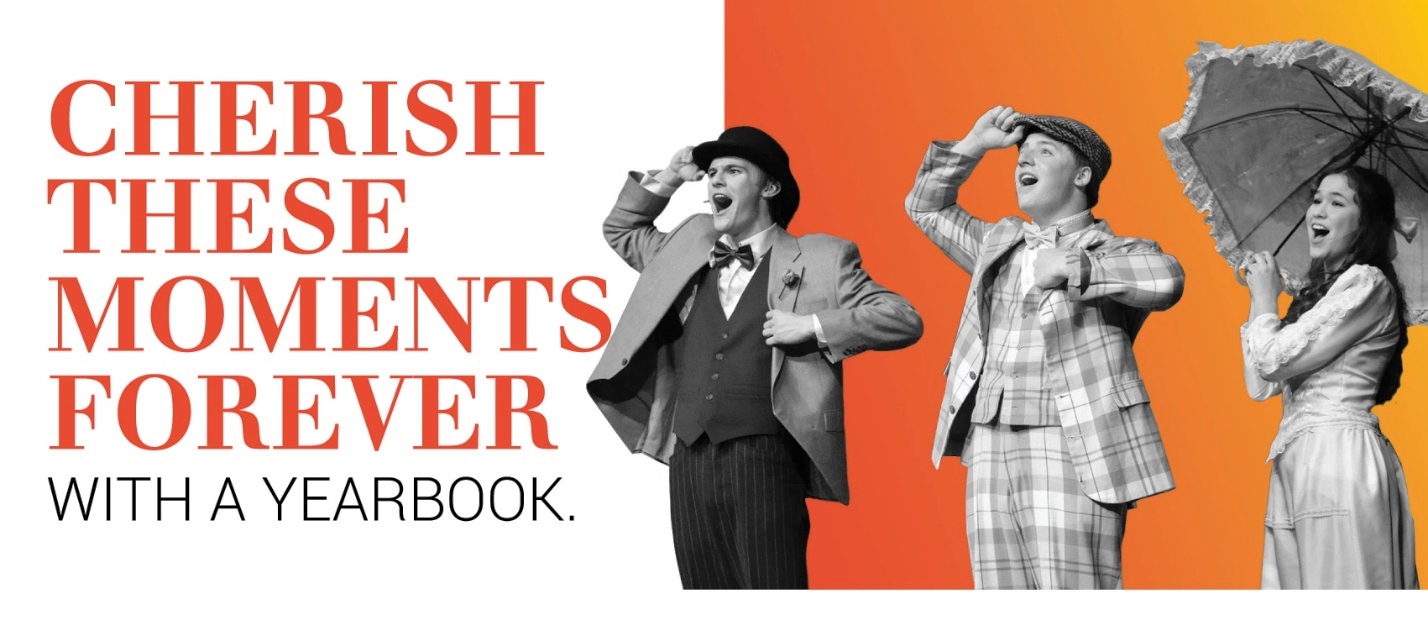 CHERISH
THESE
MOMENTS
FOREVER
WITH A YEARBOOK.